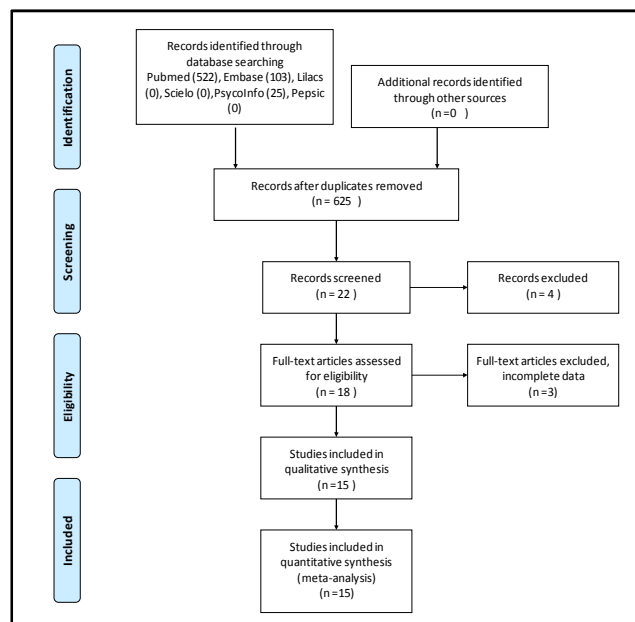 Identification
Records identified through
database searching
Pubmed (522), Embase (103), Lilacs
(0), Scielo (0),PsycoInfo (25), Pepsic
(0)
Additional records identified
through other sources
(n =0 )
Records after duplicates removed
(n = 625 )
Screening
Records screened
(n = 22 )
Records excluded
(n = 4 )
Eligibility
Full-text articles assessed
for eligibility
(n = 18 )
Full-text articles excluded,
incomplete data
(n =3)
Studies included in
qualitative synthesis
(n =15 )
Included
Studies included in
quantitative synthesis
(meta-analysis)
(n =15)